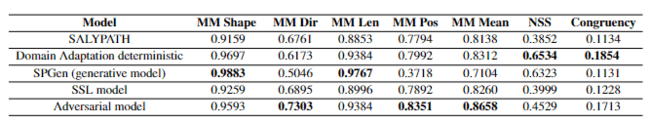 Model MM Shape MM Dir MM Len MM Pos MM Mean NSS Congruency
SALYPATH 0.9159 0.6761 0.8853 0.7794 0.8138 0.3852 0.1134
Domain Adaptation deterministic 0.9697 0.6173 0.9384 0.7992 0.8312 0.6534 0.1854
SPGen (generative model) 0.9883 0.5046 0.9767 0.3718 0.7104 0.6323 0.1131
SSL model 0.9259 0.6895 0.8996 0.7892 0.8260 0.3999 0.1228
Adversarial model 0.9593 0.7303 0.9384 0.8351 0.8658 0.4529 0.1713